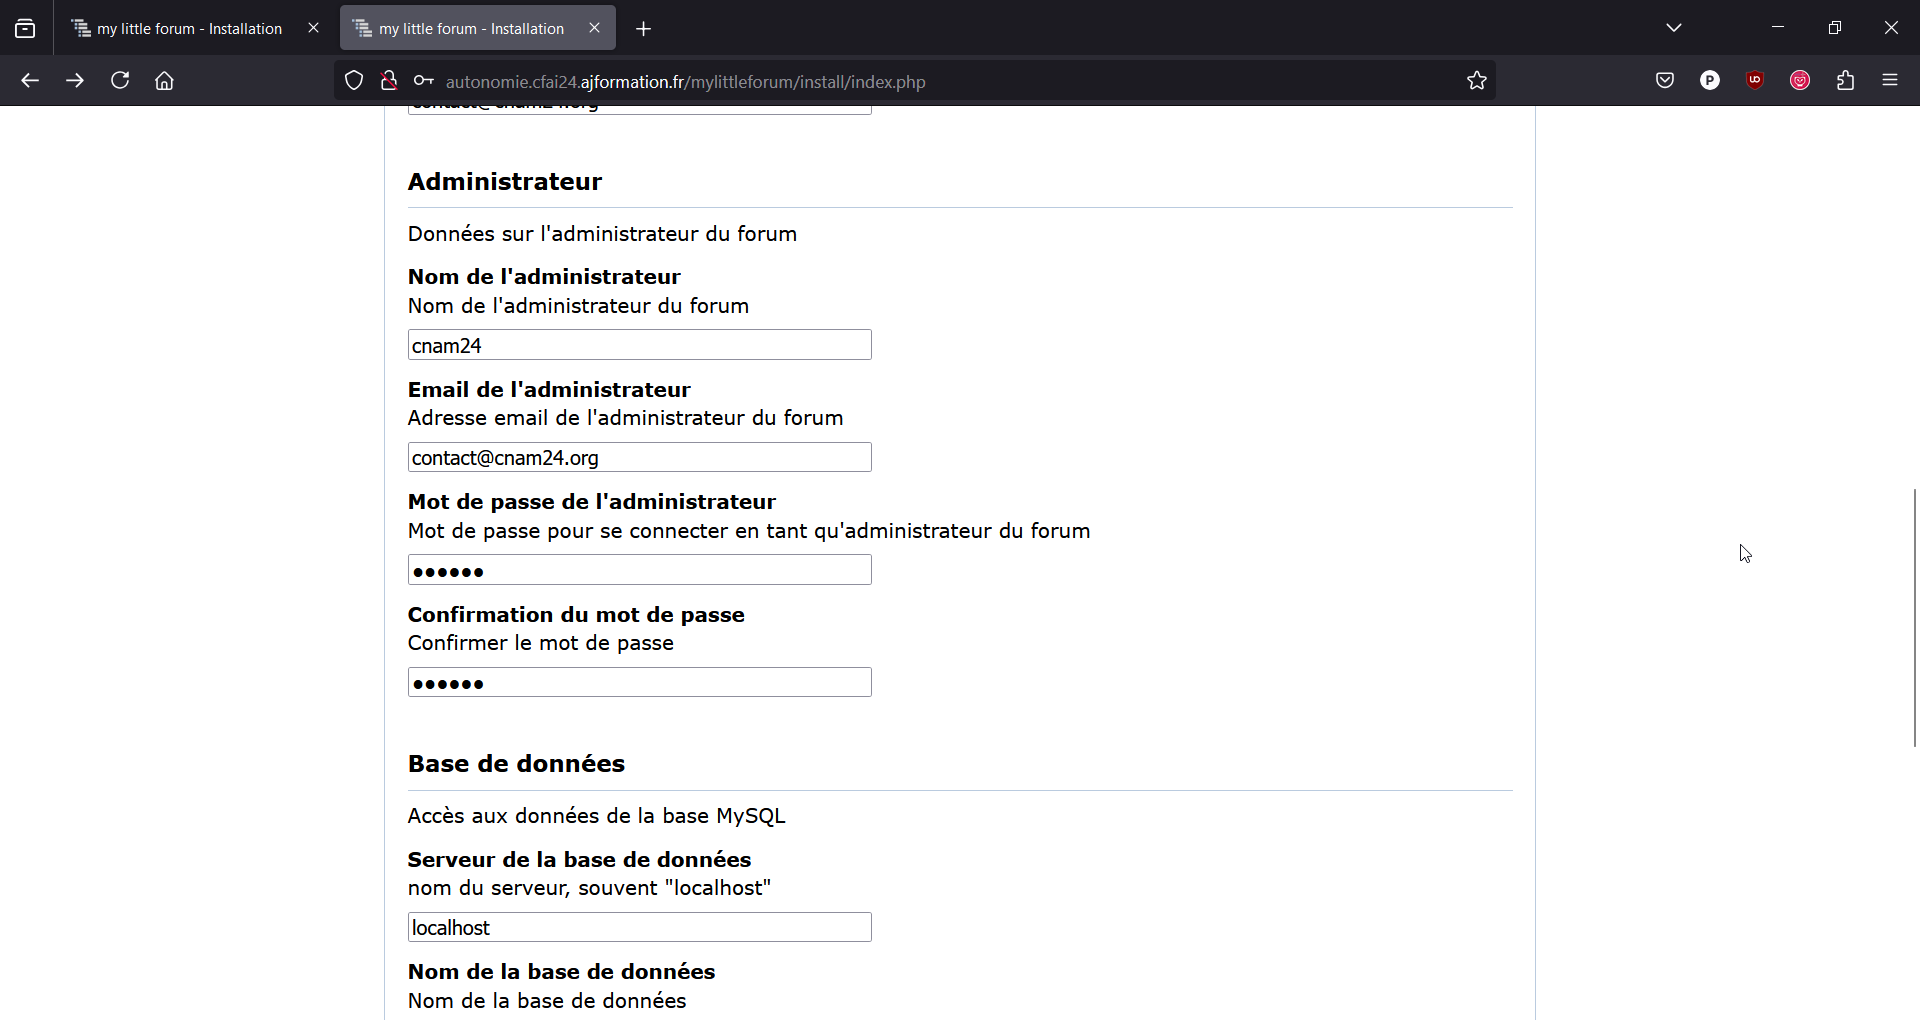 my little forum - Installation
my little forum - Installation
autonomie.cfai24.ajformation.fr/mylittleforum/install/index.php
contact@cnam24.org
Administrateur
Données sur l'administrateur du forum
Nom de l'administrateur
Nom de l'administrateur du forum
cnam24
Email de l'administrateur
Adresse email de l'administrateur du forum
contact@cnam24.org
Mot de passe de l'administrateur
Mot de passe pour se connecter en tant qu'administrateur du forum
••••••
Confirmation du mot de passe
Confirmer le mot de passe
••••••
Base de données
Accès aux données de la base MySQL
Serveur de la base de données
nom du serveur, souvent "localhost"
localhost
Nom de la base de données
Nom de la base de données